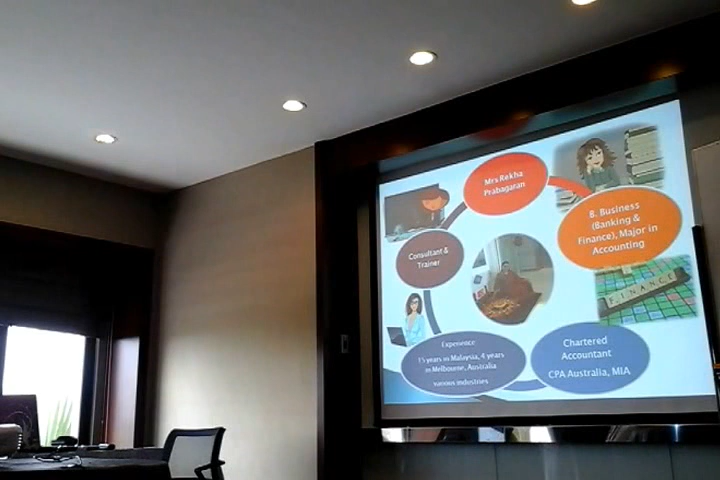 Mrs Rekha
Prabagaran
B. Business
(Banking &
Finance), Major in
Accounting
Consultant &
Trainer
FINANCE
Experience
15 years in Malaysia, 4 years
in Melbourne, Australia
various industries
Chartered
Accountant
CPA Australia, MIA